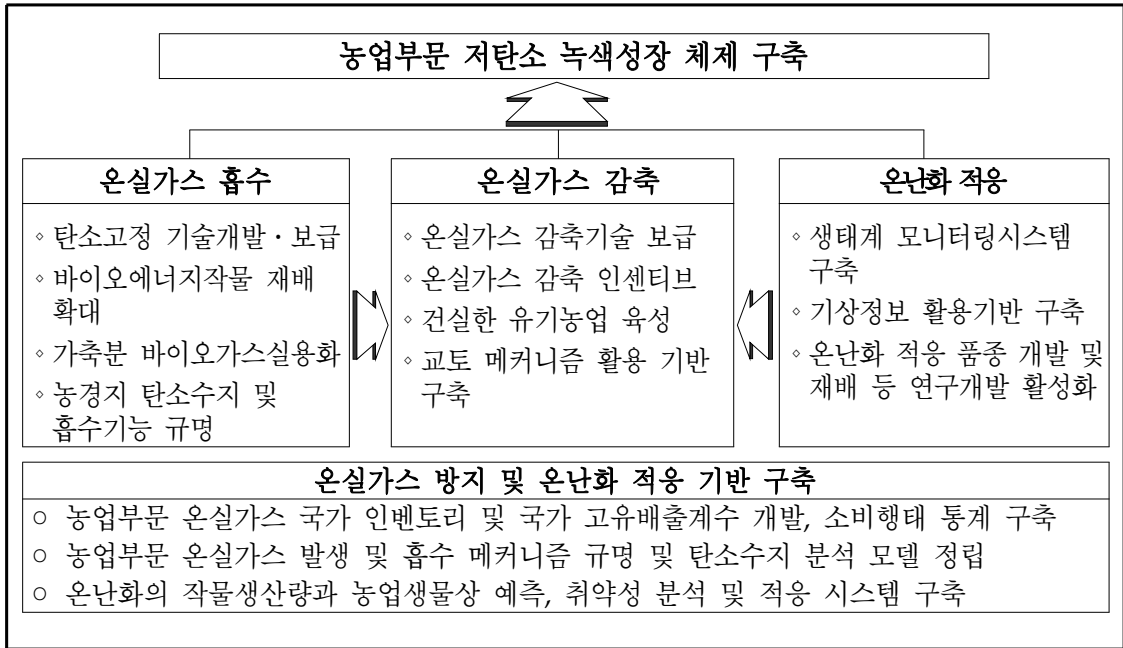 농업부문 저탄소 녹색성장 체제 구축
온실가스 흡수
◦ 탄소고정 기술개발·보급
◦ 바이오에너지작물 재배
확대
◦ 가축분 바이오가스실용화
◦ 농경지 탄소수지 및
흡수기능 규명
온실가스 감축
◦ 온실가스 감축기술 보급
◦ 온실가스 감축 인센티브
◦ 건실한 유기농업 육성
◦ 교토 메커니즘 활용 기반
구축
온난화 적응
◦ 생태계 모니터링시스템
구축
◦ 기상정보 활용기반 구축
◦ 온난화 적응 품종 개발 및
재배 등 연구개발 활성화
온실가스 방지 및 온난화 적응 기반 구축
○ 농업부문 온실가스 국가 인벤토리 및 국가 고유배출계수 개발, 소비행태 통계 구축
○ 농업부문 온실가스 발생 및 흡수 메커니즘 규명 및 탄소수지 분석 모델 정립
○ 온난화의 작물생산량과 농업생물상 예측, 취약성 분석 및 적응 시스템 구축